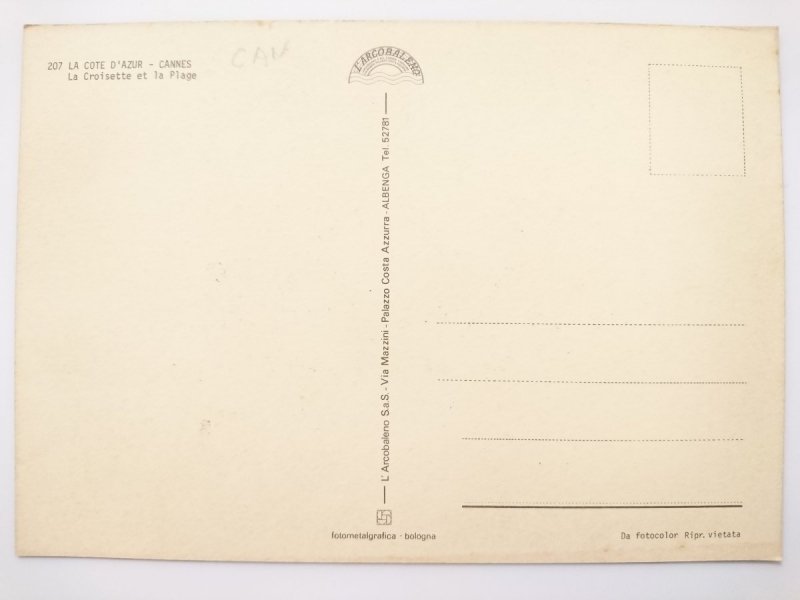 207 LA COTE D'AZUR - CANNES
La Croisette et la Plage
CAN
L'ARCOBALENO
L'Arcobaleno S.a.S. - Via Mazzini - Palazzo Costa Azzurra - ALBENGA Tel. 52781
fotometalgrafica - bologna
Da fotocolor Ripr. vietata